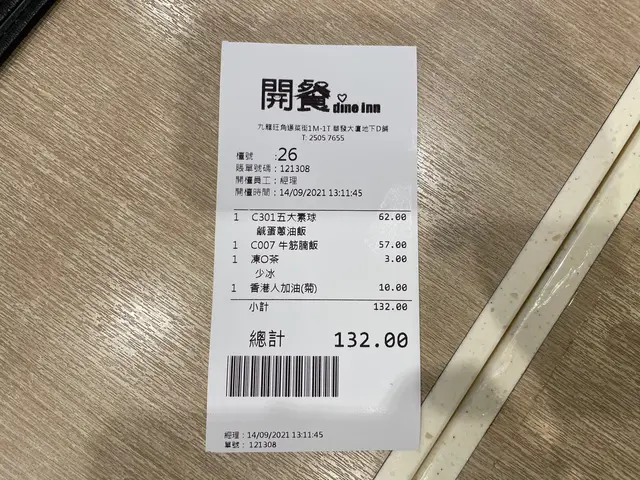 開餐 dine inn
九龍旺角通菜街1M-1T 華發大廈地下D舖
T: 2505 7655
檯號 :26
賬單號碼：121308
開檯員工：經理
開檯時間：14/09/2021 13:11:45
1 C301五大素球 62.00
鹹蛋蔥油飯
1 C007 牛筋腩飯 57.00
1 凍O茶 3.00
少冰
1 香港人加油(菊) 10.00
小計 132.00
總計 132.00
經理：14/09/2021 13:11:45
單號： 121308